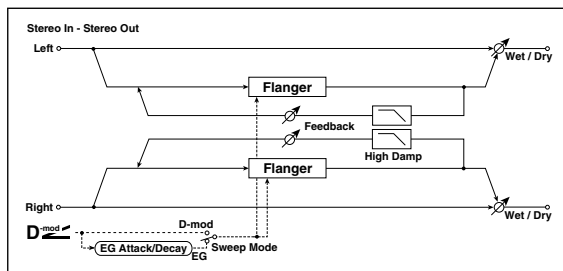 Stereo In - Stereo Out
Left
Wet / Dry
Flanger
Feedback
High Damp
Flanger
Right
Wet / Dry
D-mod
D-mod
Sweep Mode
EG Attack/Decay
EG